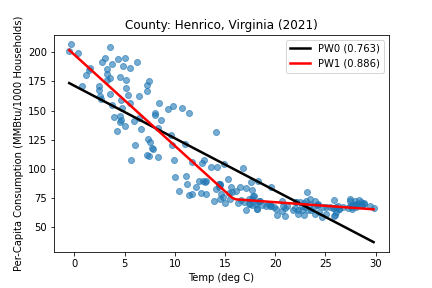 County: Henrico, Virginia (2021)
PW0 (0.763)
PW1 (0.886)
Per-Capita Consumption (MMBtu/1000 Households)
200
175
150
125
100
75
50
0 5 10 15 20 25 30
Temp (deg C)